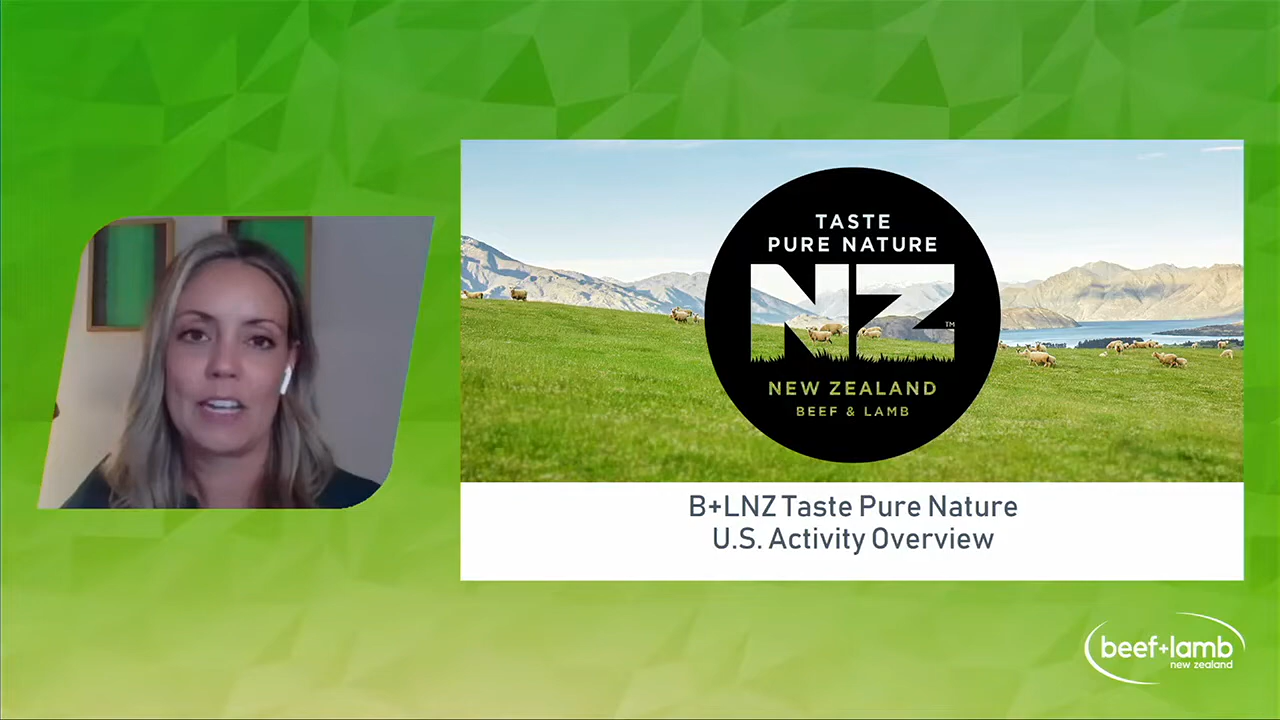 TASTE
PURE NATURE
NZ
TM
NEW ZEALAND
BEEF & LAMB
B+LNZ Taste Pure Nature
U.S. Activity Overview
beef+lamb
new zealand